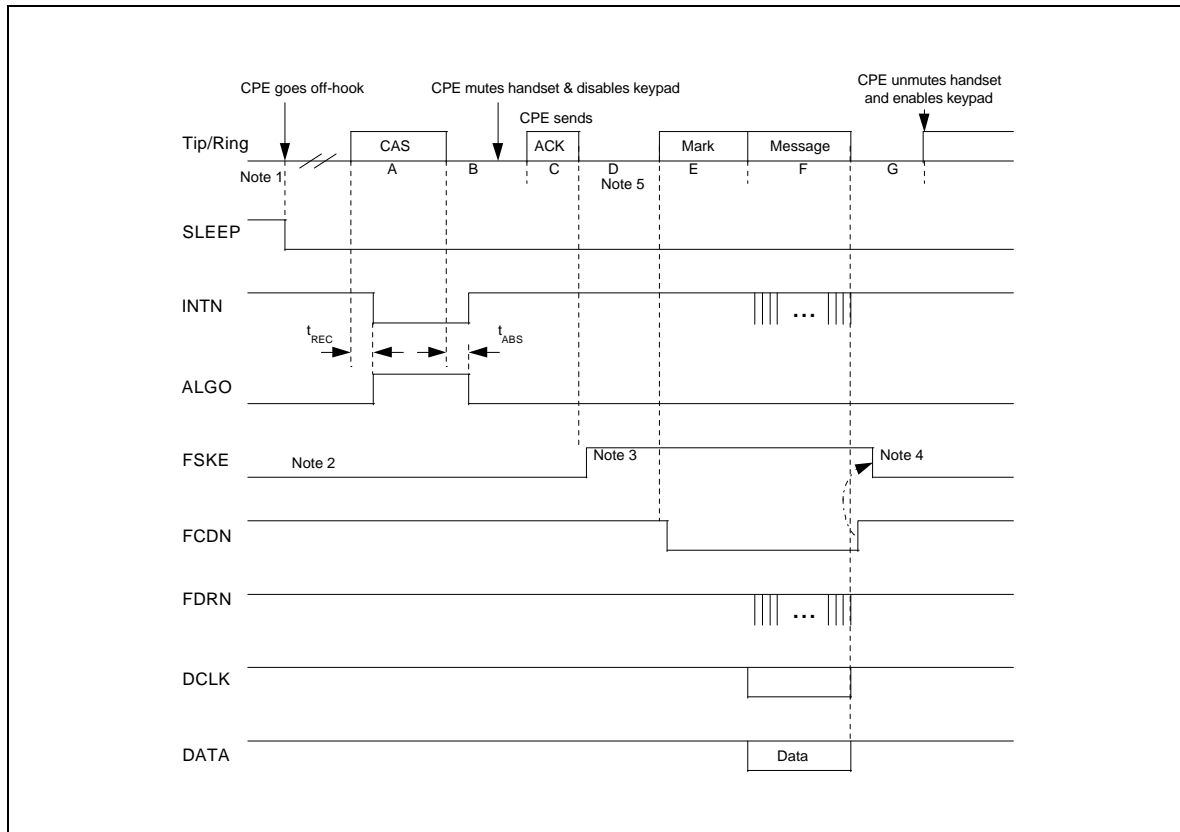 CPE goes off-hook
CPE mutes handset & disables keypad
CPE unmutes handset
and enables keypad
CPE sends
Tip/Ring
CAS
ACK
Mark
Message
Note 1
A
B
C
D
E
F
G
Note 5
SLEEP
INTN
...
tREC
tABS
ALGO
FSKE
Note 2
Note 3
Note 4
FCDN
FDRN
...
DCLK
DATA
Data